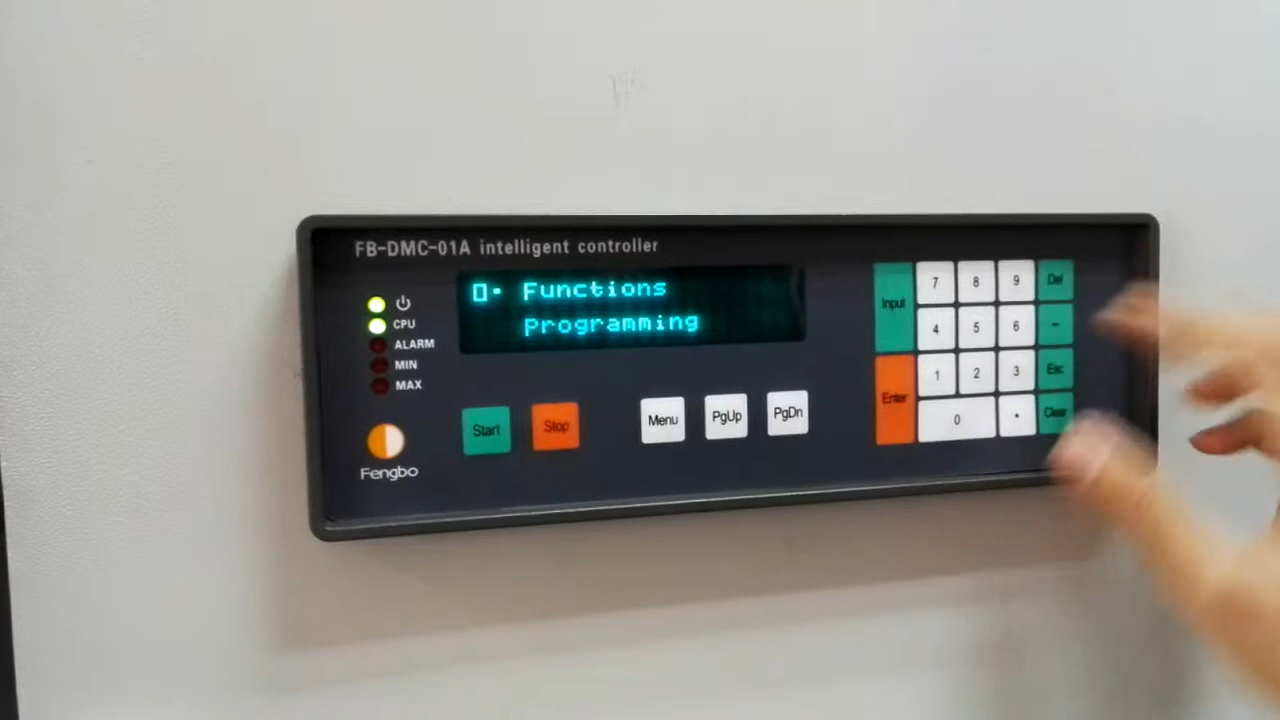 FB-DMC-01A intelligent controller
Functions
Programming
CPU
ALARM
MIN
MAX
Fengbo
Start
Stop
Menu
PgUp
PgDn
Input
Enter
7 8 9 Del
4 5 6 -
1 2 3 Esc
0 . Clear